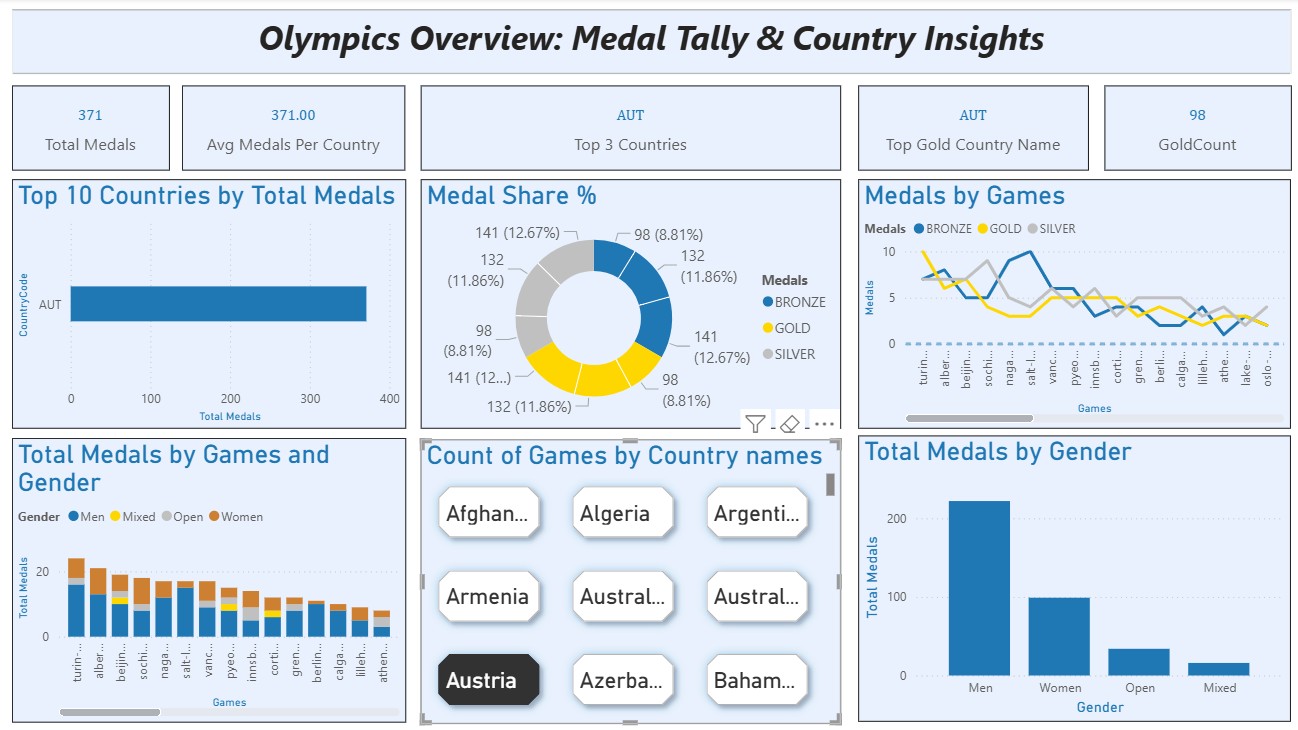 Olympics Overview: Medal Tally & Country Insights
371
Total Medals
371.00
Avg Medals Per Country
AUT
Top 3 Countries
AUT
Top Gold Country Name
98
GoldCount
Top 10 Countries by Total Medals
CountryCode
AUT
0 100 200 300 400
Total Medals
Medal Share %
141 (12.67%)
98 (8.81%)
132
(11.86%)
132
(11.86%)
98
(8.81%)
141
(12.67%)
141 (12...)
98
(8.81%)
132 (11.86%)
Medals
BRONZE
GOLD
SILVER
Medals by Games
Medals BRONZE GOLD SILVER
Medals
10
5
0
turin...
alber...
beijin...
sochi...
naga...
salt-l...
vanc...
pyeo...
innsb...
corti...
gren...
berli...
calga...
lilleh...
athe...
lake-...
oslo-...
Games
Total Medals by Games and
Gender
Gender Men Mixed Open Women
Total Medals
20
0
turin-...
alber...
beijin...
sochi...
naga...
salt-l...
vanc...
pyeo...
innsb...
corti...
gren...
berlin...
calga...
lilleh...
athen...
Games
Count of Games by Country names
Afghan...
Algeria
Argenti...
Armenia
Austral...
Austral...
Austria
Azerba...
Baham...
Total Medals by Gender
Total Medals
200
100
0
Men Women Open Mixed
Gender